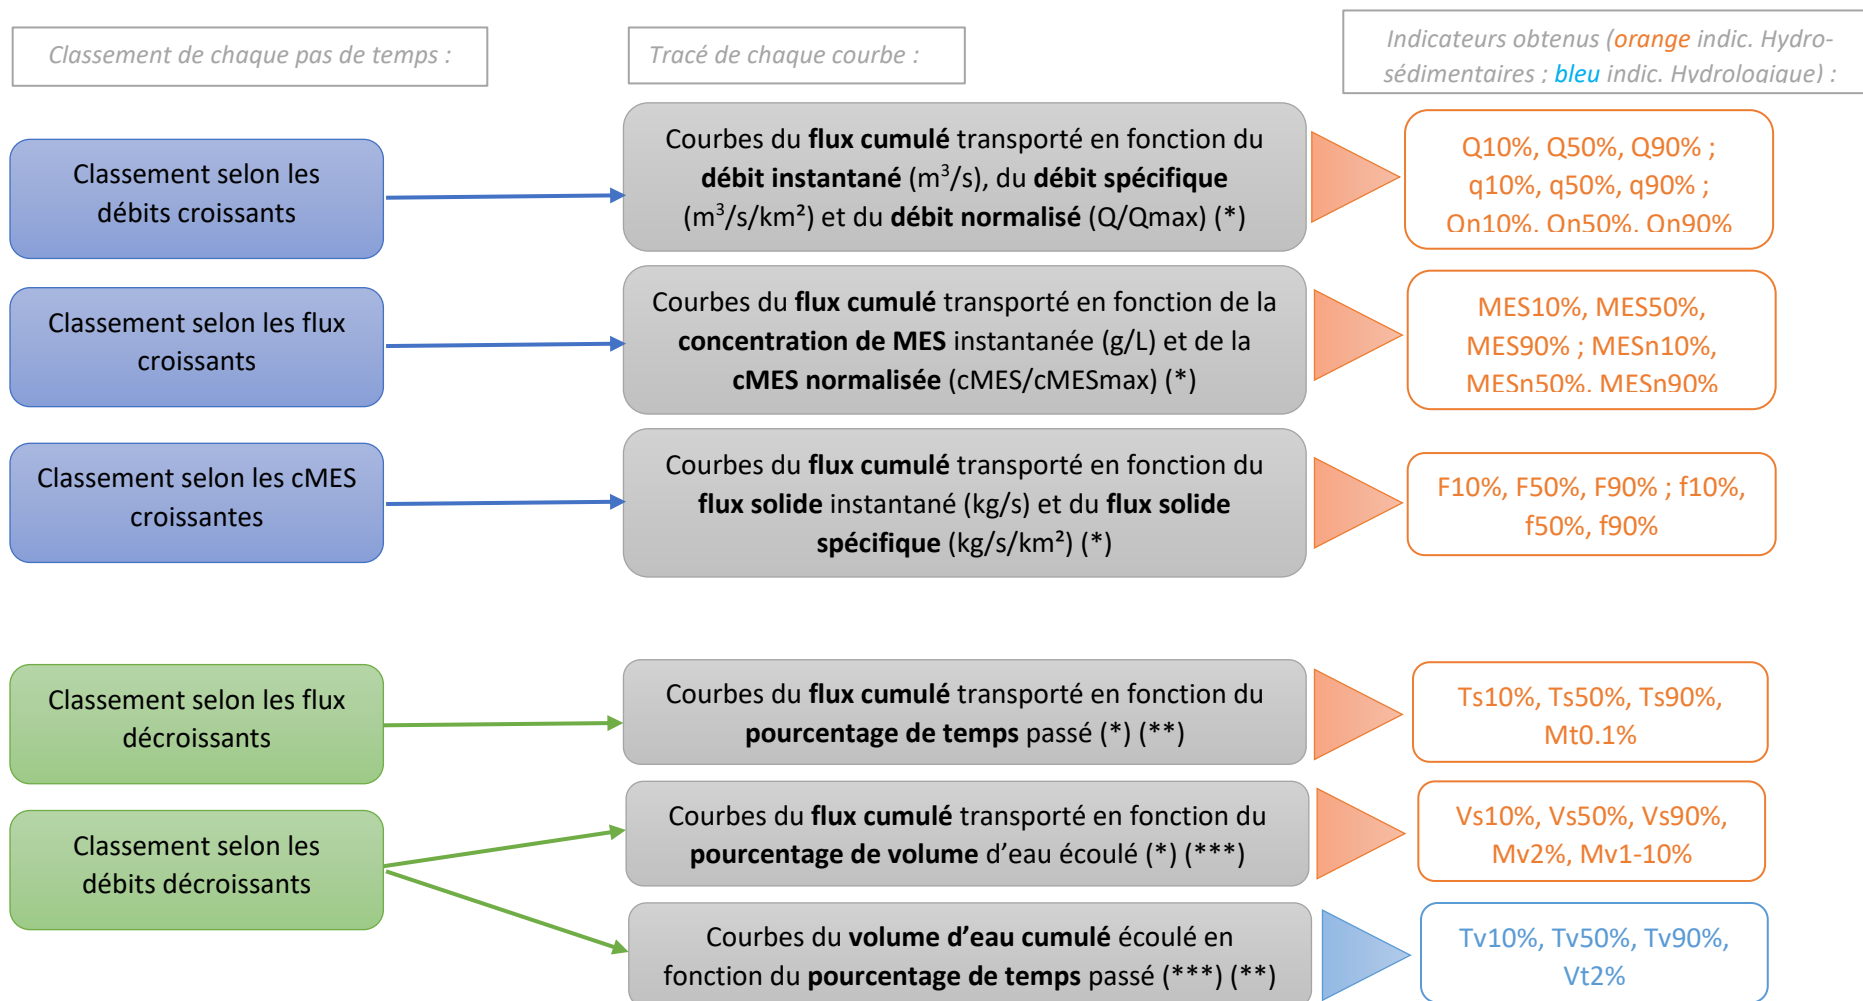 Classement de chaque pas de temps :
Tracé de chaque courbe :
Indicateurs obtenus (orange indic. Hydro-
sédimentaires ; bleu indic. Hydrologique) :
Classement selon les
débits croissants
Courbes du flux cumulé transporté en fonction du
débit instantané (m³/s), du débit spécifique
(m³/s/km²) et du débit normalisé (Q/Qmax) (*)
Q10%, Q50%, Q90% ;
q10%, q50%, q90% ;
Qn10%, Qn50%, Qn90%
Classement selon les flux
croissants
Courbes du flux cumulé transporté en fonction de la
concentration de MES instantanée (g/L) et de la
cMES normalisée (cMES/cMESmax) (*)
MES10%, MES50%,
MES90% ; MESn10%,
MESn50%, MESn90%
Classement selon les cMES
croissantes
Courbes du flux cumulé transporté en fonction du
flux solide instantané (kg/s) et du flux solide
spécifique (kg/s/km²) (*)
F10%, F50%, F90% ; f10%,
f50%, f90%
Classement selon les flux
décroissants
Courbes du flux cumulé transporté en fonction du
pourcentage de temps passé (*) (**)
Ts10%, Ts50%, Ts90%,
Mt0.1%
Classement selon les
débits décroissants
Courbes du flux cumulé transporté en fonction du
pourcentage de volume d'eau écoulé (*) (***)
Vs10%, Vs50%, Vs90%,
Mv2%, Mv1-10%
Courbes du volume d'eau cumulé écoulé en
fonction du pourcentage de temps passé (***) (**)
Tv10%, Tv50%, Tv90%,
Vt2%